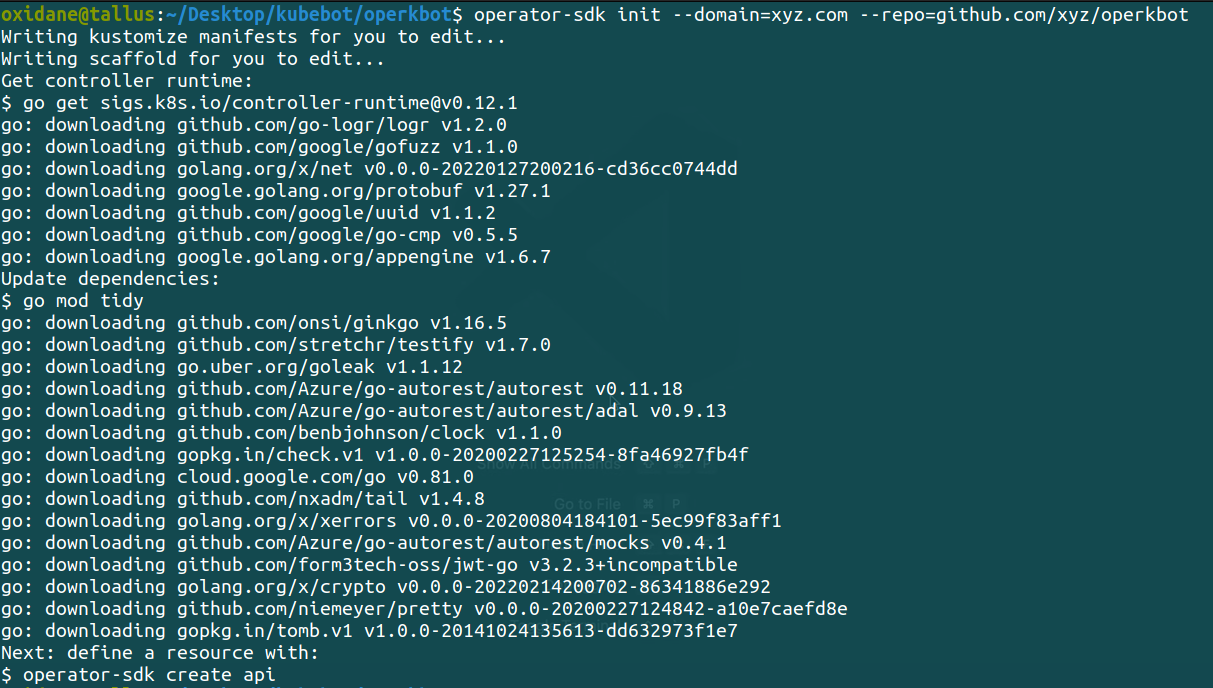 oxidane@tallus:~/Desktop/kubebot/operkbot$ operator-sdk init --domain=xyz.com --repo=github.com/xyz/operkbot
Writing kustomize manifests for you to edit...
Writing scaffold for you to edit...
Get controller runtime:
$ go get sigs.k8s.io/controller-runtime@v0.12.1
go: downloading github.com/go-logr/logr v1.2.0
go: downloading github.com/google/gofuzz v1.1.0
go: downloading golang.org/x/net v0.0.0-20220127200216-cd36cc0744dd
go: downloading google.golang.org/protobuf v1.27.1
go: downloading github.com/google/uuid v1.1.2
go: downloading github.com/google/go-cmp v0.5.5
go: downloading google.golang.org/appengine v1.6.7
Update dependencies:
$ go mod tidy
go: downloading github.com/onsi/ginkgo v1.16.5
go: downloading github.com/stretchr/testify v1.7.0
go: downloading go.uber.org/goleak v1.1.12
go: downloading github.com/Azure/go-autorest/autorest v0.11.18
go: downloading github.com/Azure/go-autorest/autorest/adal v0.9.13
go: downloading github.com/benbjohnson/clock v1.1.0
go: downloading gopkg.in/check.v1 v1.0.0-20200227125254-8fa46927fb4f
Show All Commands ⇧ ⌘ P
go: downloading cloud.google.com/go v0.81.0
go: downloading github.com/nxadm/tail v1.4.8
Go to File ⌘ P
go: downloading golang.org/x/xerrors v0.0.0-20200804184101-5ec99f83aff1
go: downloading github.com/Azure/go-autorest/autorest/mocks v0.4.1
go: downloading github.com/form3tech-oss/jwt-go v3.2.3+incompatible
go: downloading golang.org/x/crypto v0.0.0-20220214200702-86341886e292
go: downloading github.com/niemeyer/pretty v0.0.0-20200227124842-a10e7caefd8e
go: downloading gopkg.in/tomb.v1 v1.0.0-20141024135613-dd632973f1e7
Next: define a resource with:
$ operator-sdk create api